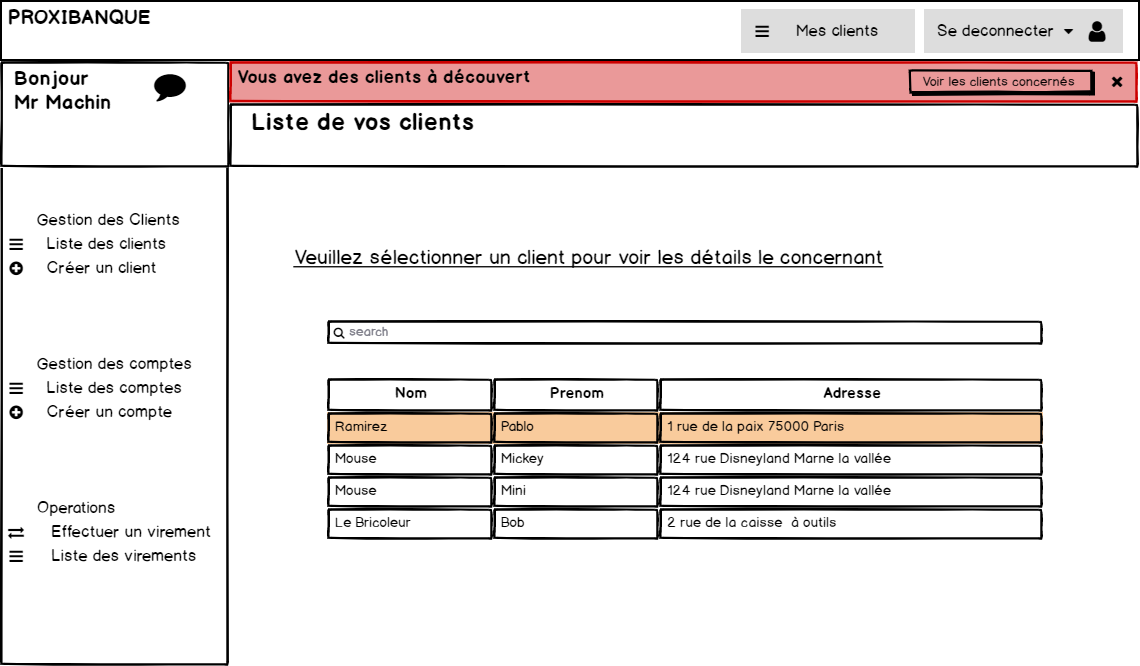 PROXIBANQUE
Mes clients
Se deconnecter
Bonjour
Mr Machin
Vous avez des clients à découvert
Voir les clients concernés
Liste de vos clients
Gestion des Clients
Liste des clients
Créer un client
Gestion des comptes
Liste des comptes
Créer un compte
Operations
Effectuer un virement
Liste des virements
Veuillez sélectionner un client pour voir les détails le concernant
search
Nom Prenom Adresse
Ramirez Pablo 1 rue de la paix 75000 Paris
Mouse Mickey 124 rue Disneyland Marne la vallée
Mouse Mini 124 rue Disneyland Marne la vallée
Le Bricoleur Bob 2 rue de la caisse à outils